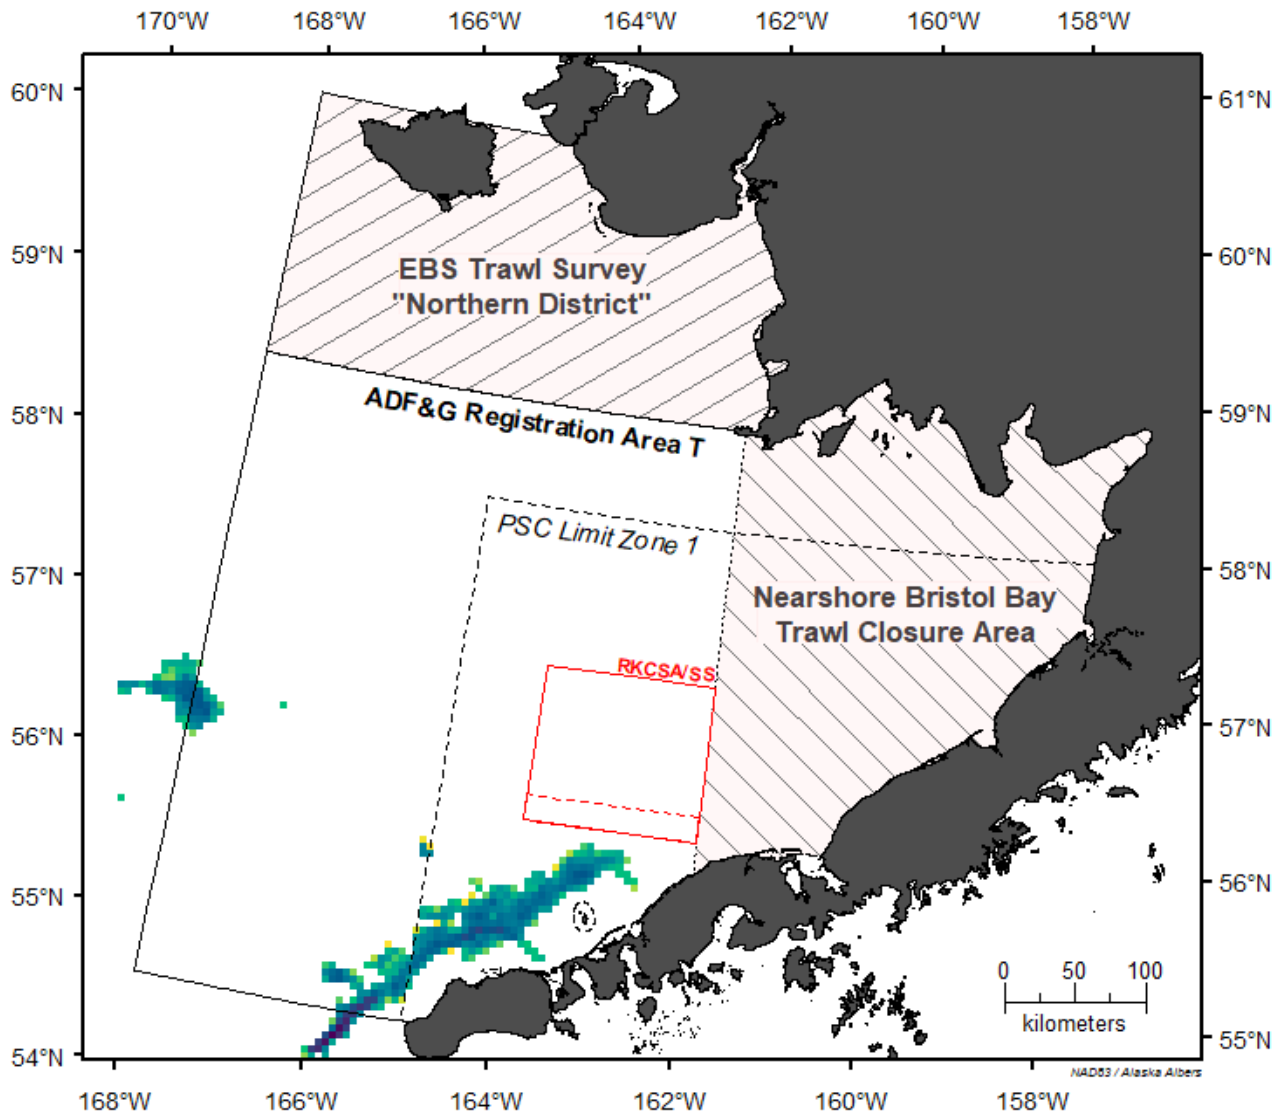 170°W 168°W 166°W 164°W 162°W 160°W 158°W
60°N
61°N
59°N
60°N
EBS Trawl Survey
"Northern District"
58°N
59°N
ADF&G Registration Area T
PSC Limit Zone 1
57°N
58°N
Nearshore Bristol Bay
Trawl Closure Area
RKCSA/SS
56°N
57°N
55°N
56°N
0 50 100
kilometers
54°N
55°N
NAD83 / Alaska Albers
168°W 166°W 164°W 162°W 160°W 158°W